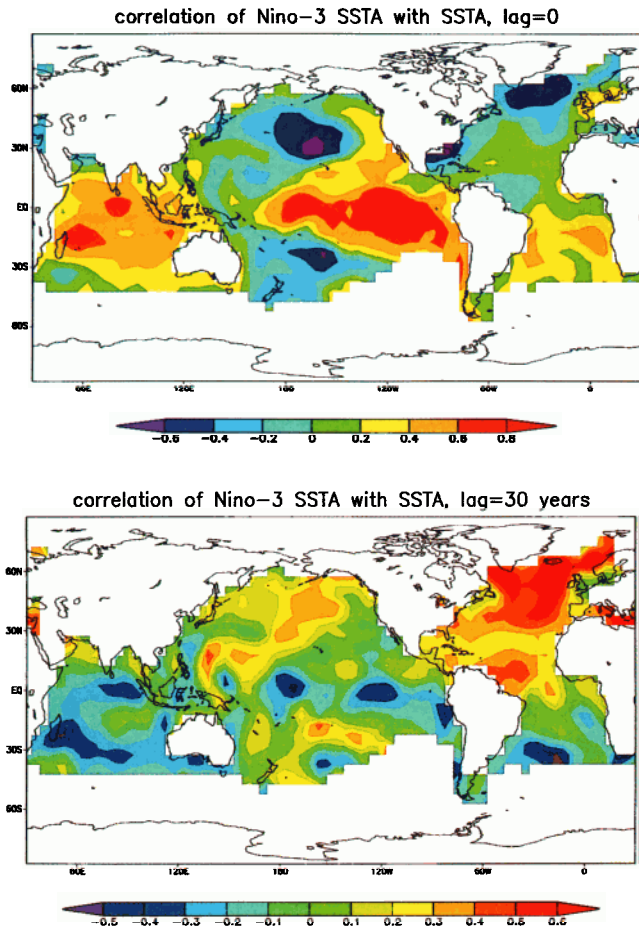 correlation of Nino-3 SSTA with SSTA, lag=0
60N
30N
EQ
30S
60S
60E 120E 180 120W 60W 0
-0.6 -0.4 -0.2 0 0.2 0.4 0.6 0.8
correlation of Nino-3 SSTA with SSTA, lag=30 years
60N
30N
EQ
30S
60S
60E 120E 180 120W 60W 0
-0.5 -0.4 -0.3 -0.2 -0.1 0 0.1 0.2 0.3 0.4 0.5 0.6